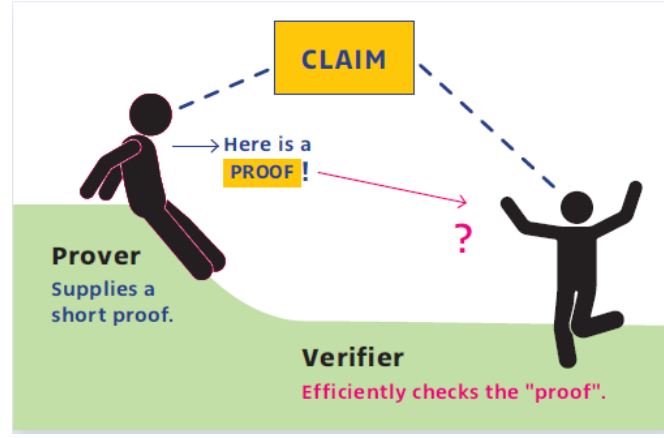 CLAIM
Here is a
PROOF!
?
Prover
Supplies a
short proof.
Verifier
Efficiently checks the "proof".